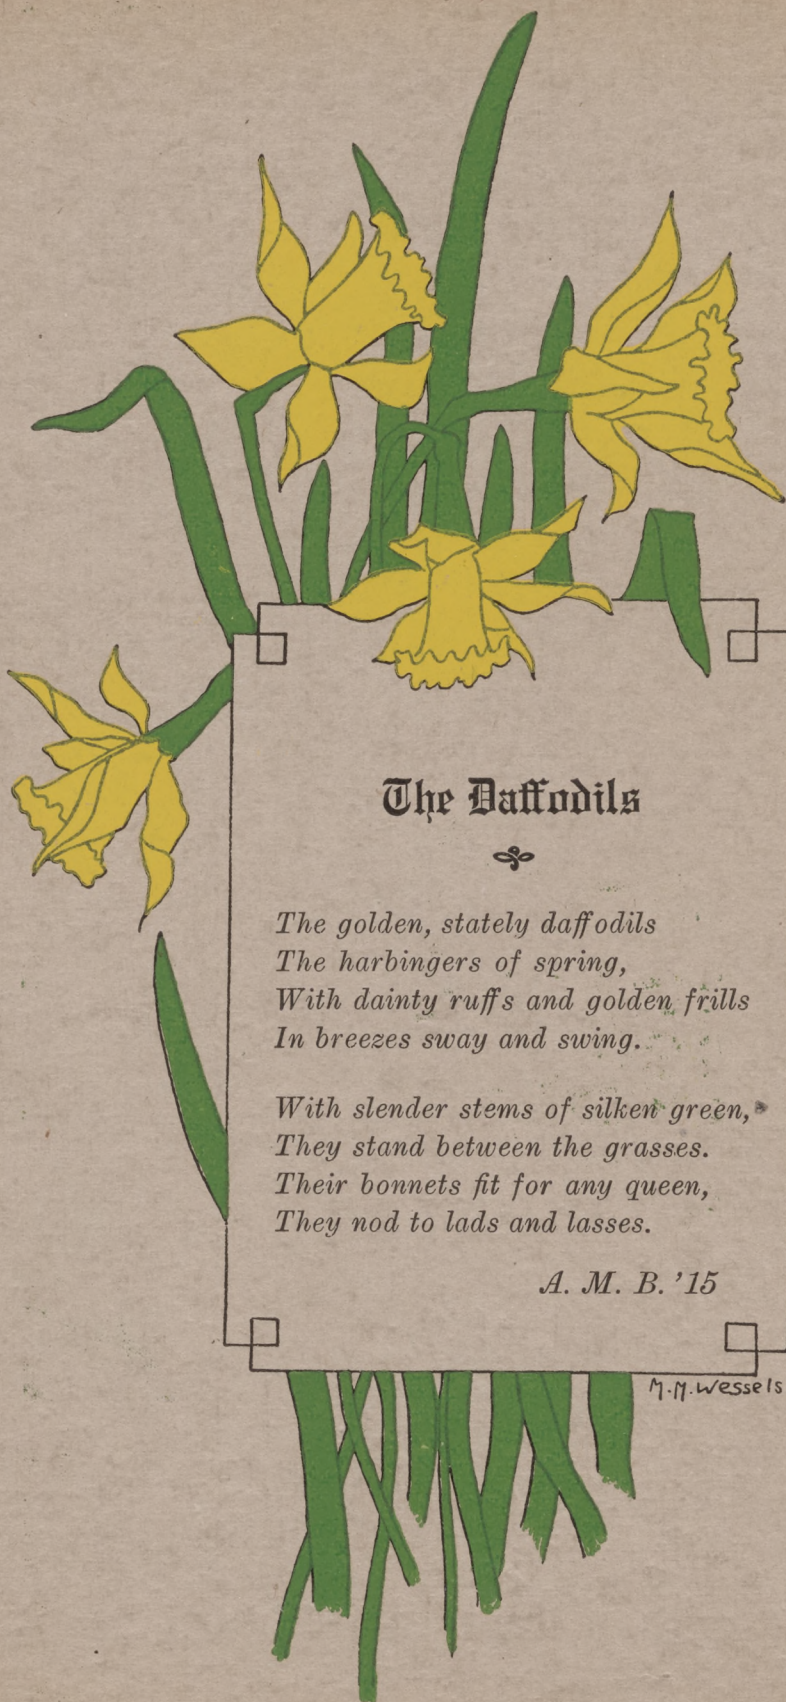 The Daffodils
The golden, stately daffodils
The harbingers of spring,
With dainty ruffs and golden frills
In breezes sway and swing.
With slender stems of silken green,
They stand between the grasses.
Their bonnets fit for any queen,
They nod to lads and lasses.
A. M. B. '15
M.M.Wessels